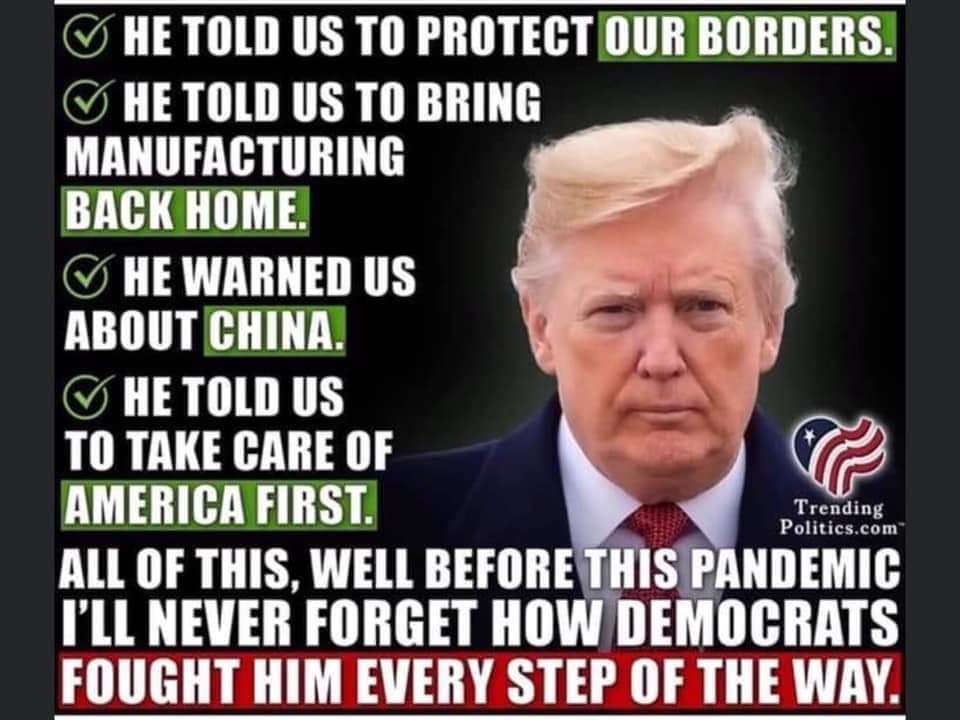 HE TOLD US TO PROTECT OUR BORDERS.
HE TOLD US TO BRING
MANUFACTURING
BACK HOME.
HE WARNED US
ABOUT CHINA.
HE TOLD US
TO TAKE CARE OF
AMERICA FIRST.
Trending
Politics.com™
ALL OF THIS, WELL BEFORE THIS PANDEMIC
I'LL NEVER FORGET HOW DEMOCRATS
FOUGHT HIM EVERY STEP OF THE WAY.